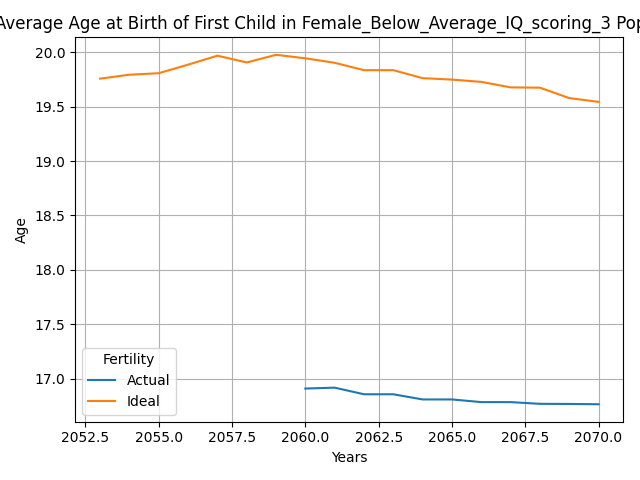 Average Age at Birth of First Child in Female_Below_Average_IQ_scoring_3 Pop
20.0
19.5
19.0
18.5
18.0
17.5
17.0
Age
Fertility
Actual
Ideal
2052.5 2055.0 2057.5 2060.0 2062.5 2065.0 2067.5 2070.0
Years